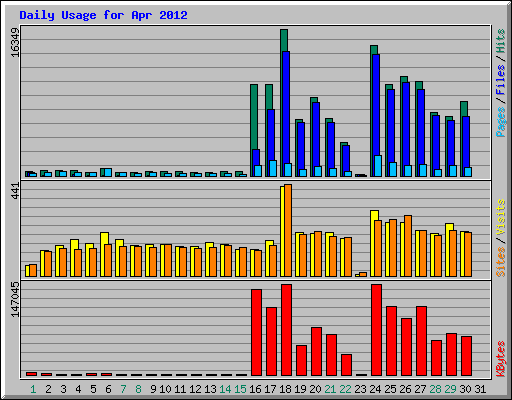 Daily Usage for Apr 2012
16349
Pages / Files / Hits
441
Sites / Visits
147045
KBytes
1 2 3 4 5 6 7 8 9 10 11 12 13 14 15 16 17 18 19 20 21 22 23 24 25 26 27 28 29 30 31